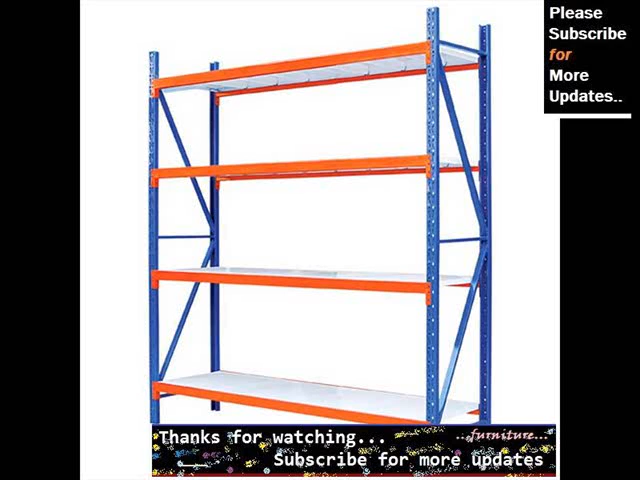 Please
Subscribe
for
More
Updates..
Thanks for watching...
...furniture...
Subscribe for more updates